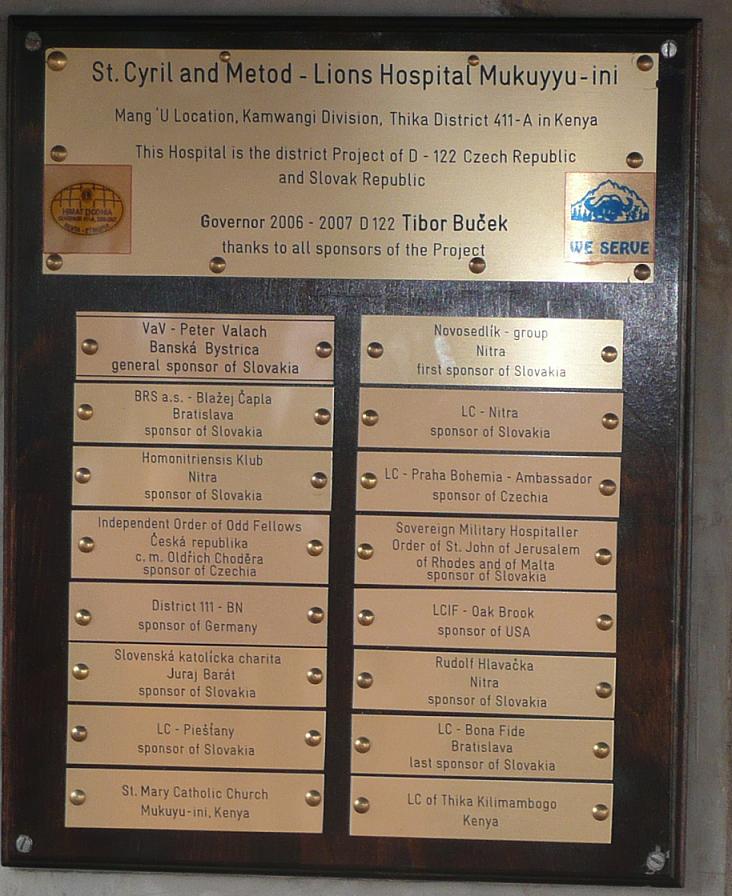 St. Cyril and Metod - Lions Hospital Mukuyyu-ini
Mang 'U Location, Kamwangi Division, Thika District 411-A in Kenya
This Hospital is the district Project of D - 122 Czech Republic
and Slovak Republic
Governor 2006 - 2007 D 122 Tibor Buček
thanks to all sponsors of the Project
WE SERVE
VaV - Peter Valach
Banská Bystrica
general sponsor of Slovakia
BRS a.s. - Blažej Čapla
Bratislava
sponsor of Slovakia
Homonitriensis Klub
Nitra
sponsor of Slovakia
Independent Order of Odd Fellows
Česká republika
c. m. Oldřich Choděra
sponsor of Czechia
District 111 - BN
sponsor of Germany
Slovenská katolícka charita
Juraj Barát
sponsor of Slovakia
LC - Piešťany
sponsor of Slovakia
St. Mary Catholic Church
Mukuyu-ini, Kenya
Novosedlík - group
Nitra
first sponsor of Slovakia
LC - Nitra
sponsor of Slovakia
LC - Praha Bohemia - Ambassador
sponsor of Czechia
Sovereign Military Hospitaller
Order of St. John of Jerusalem
of Rhodes and of Malta
sponsor of Slovakia
LCIF - Oak Brook
sponsor of USA
Rudolf Hlavačka
Nitra
sponsor of Slovakia
LC - Bona Fide
Bratislava
last sponsor of Slovakia
LC of Thika Kilimambogo
Kenya